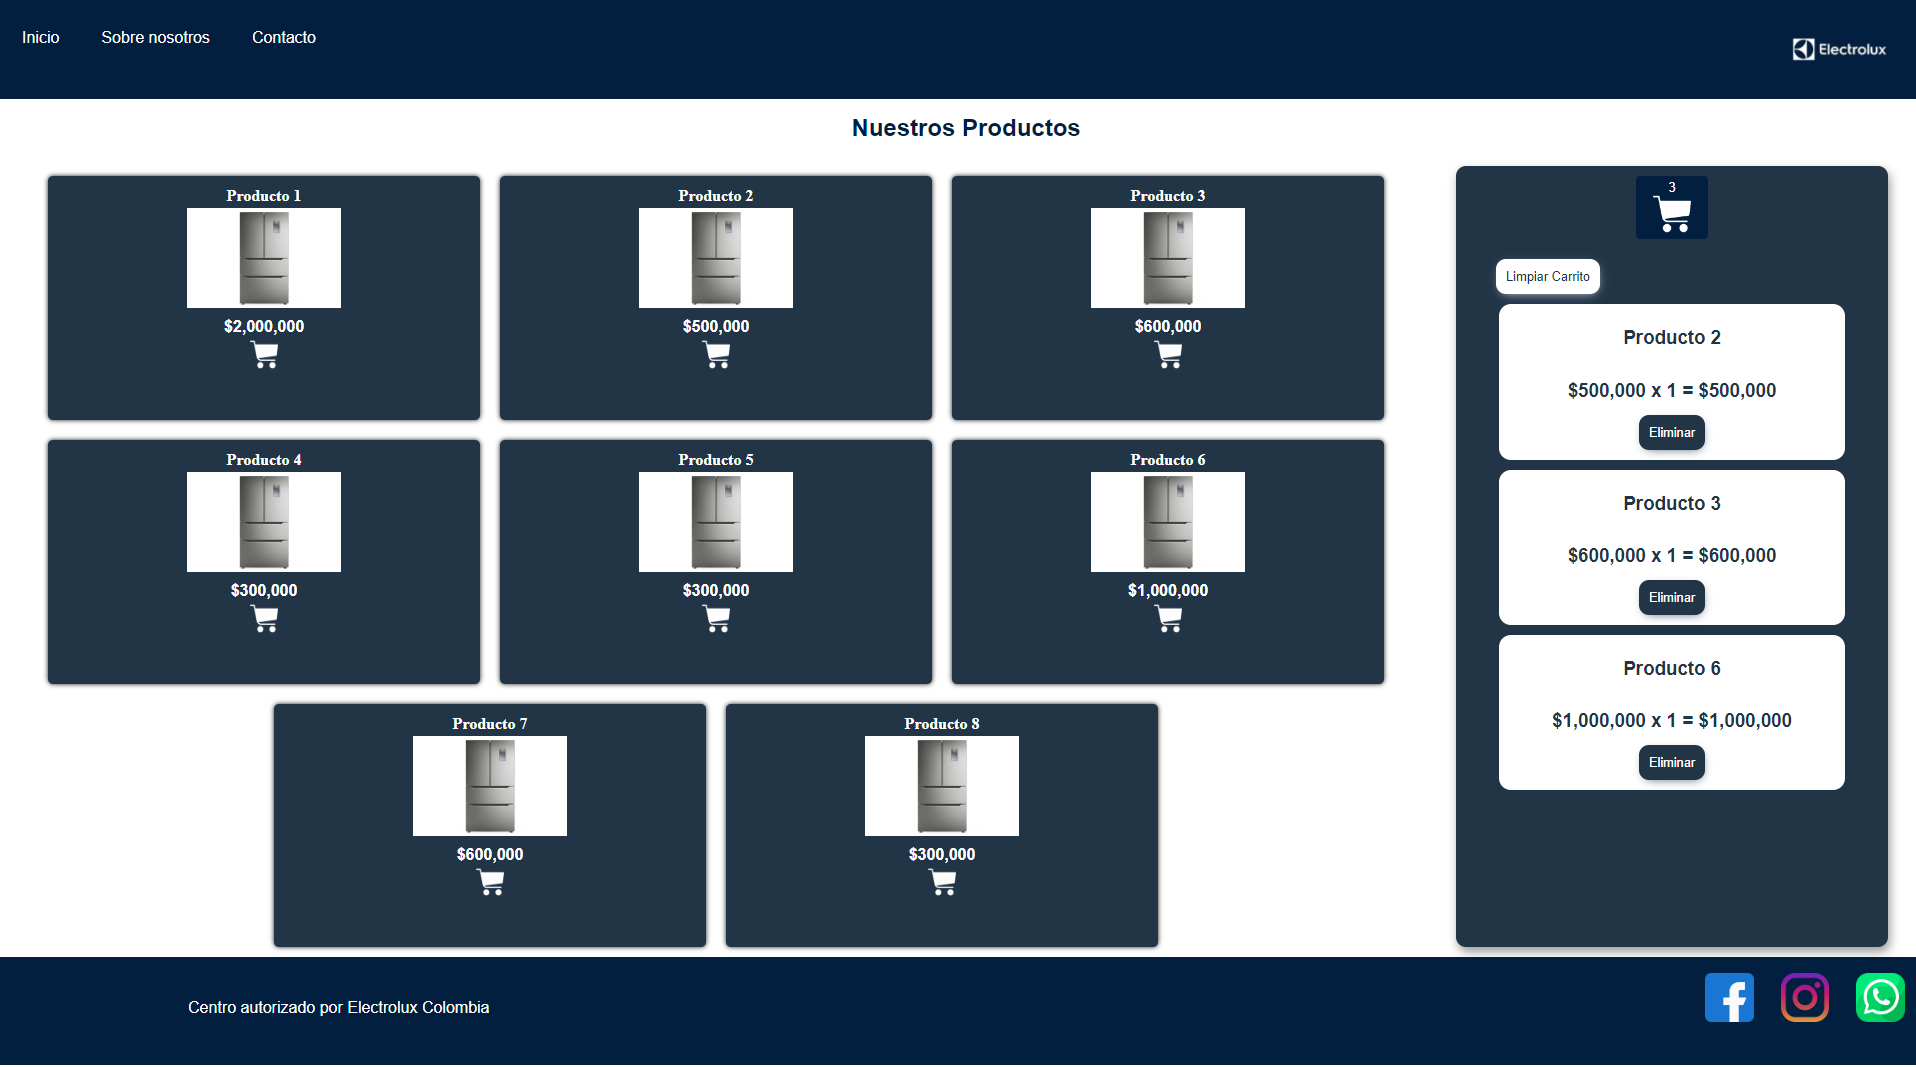 Inicio
Sobre nosotros
Contacto
Electrolux
Nuestros Productos
Producto 1
$2,000,000
Producto 2
$500,000
Producto 3
$600,000
Producto 4
$300,000
Producto 5
$300,000
Producto 6
$1,000,000
Producto 7
$600,000
Producto 8
$300,000
3
Limpiar Carrito
Producto 2
$500,000 x 1 = $500,000
Eliminar
Producto 3
$600,000 x 1 = $600,000
Eliminar
Producto 6
$1,000,000 x 1 = $1,000,000
Eliminar
Centro autorizado por Electrolux Colombia